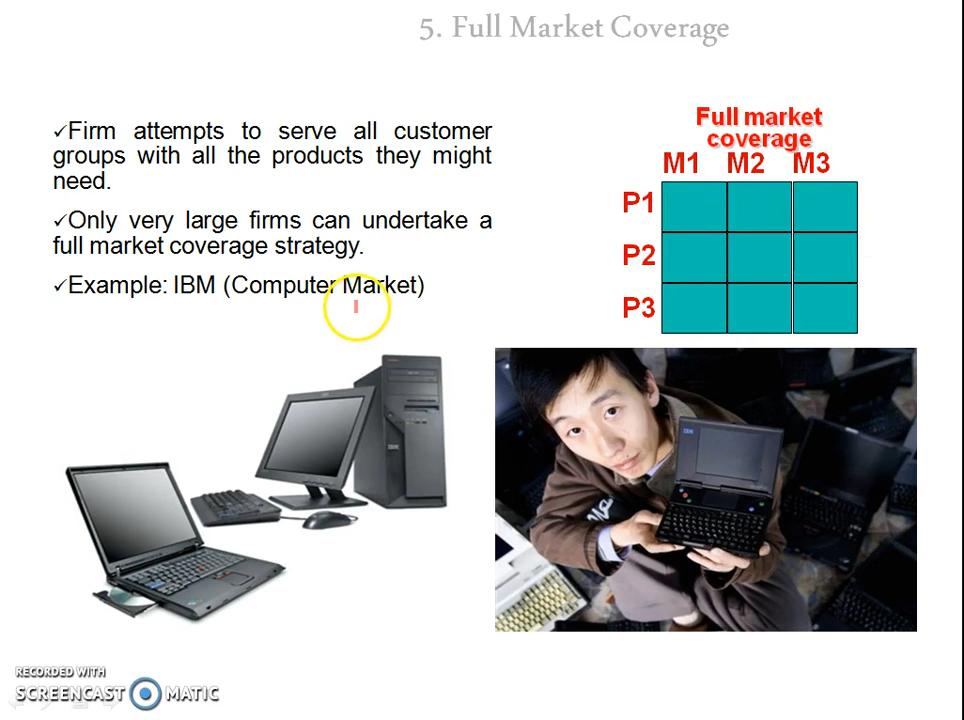 5. Full Market Coverage
✓Firm attempts to serve all customer
groups with all the products they might
need.
✓Only very large firms can undertake a
full market coverage strategy.
✓Example: IBM (Computer Market)
Full market
coverage
M1 M2 M3
P1
P2
P3
IBM
IBM
RECORDED WITH
SCREENCAST MATIC